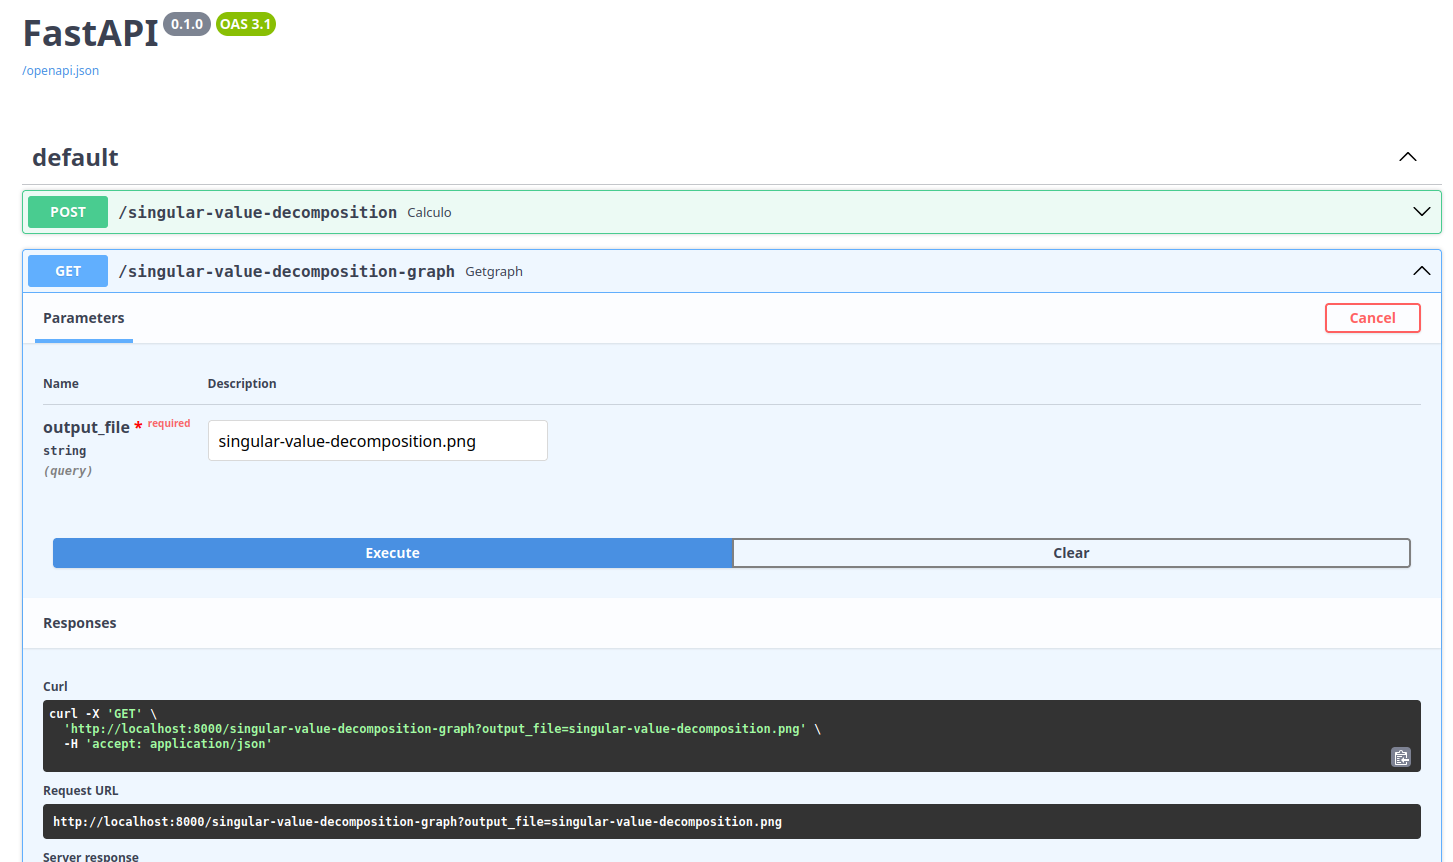 FastAPI 0.1.0 OAS 3.1
/openapi.json
default
POST /singular-value-decomposition Calculo
GET /singular-value-decomposition-graph Getgraph
Parameters Cancel
Name Description
output_file * required singular-value-decomposition.png
string
(query)
Execute Clear
Responses
Curl
curl -X 'GET' \
'http://localhost:8000/singular-value-decomposition-graph?output_file=singular-value-decomposition.png' \
-H 'accept: application/json'
Request URL
http://localhost:8000/singular-value-decomposition-graph?output_file=singular-value-decomposition.png
Server response